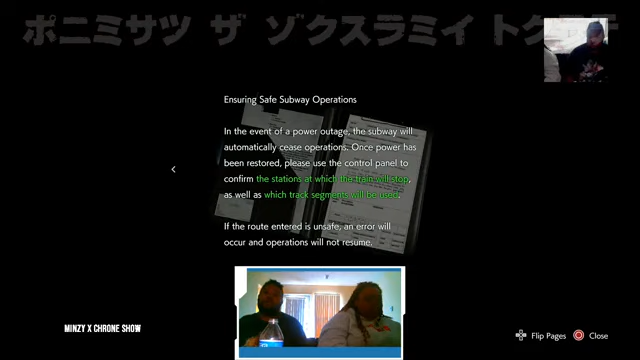 ポニミサツ ザ ゾクスラミイ トク
Ensuring Safe Subway Operations
In the event of a power outage, the subway will
automatically cease operations. Once power has
been restored, please use the control panel to
confirm the stations at which the train will stop,
as well as which track segments will be used.
If the route entered is unsafe, an error will
occur and operations will not resume.
MINZY X CHRONE SHOW
Flip Pages
Close